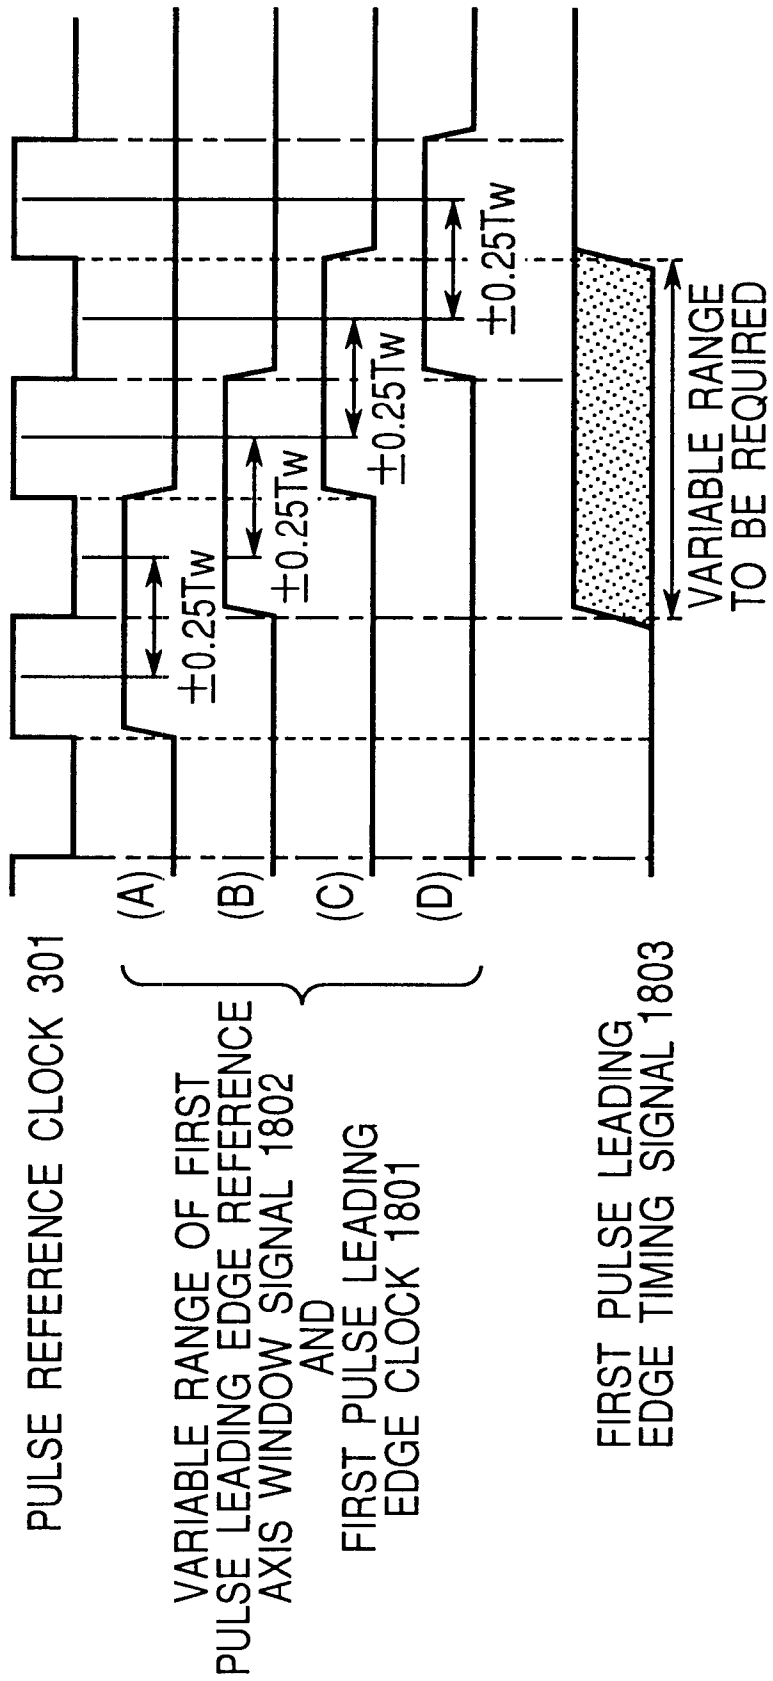 PULSE REFERENCE CLOCK 301
VARIABLE RANGE OF FIRST
PULSE LEADING EDGE REFERENCE
AXIS WINDOW SIGNAL 1802
AND
FIRST PULSE LEADING
EDGE CLOCK 1801
(A)
±0.25Tw
(B)
±0.25Tw
(C)
±0.25Tw
(D)
±0.25Tw
FIRST PULSE LEADING
EDGE TIMING SIGNAL 1803
VARIABLE RANGE
TO BE REQUIRED